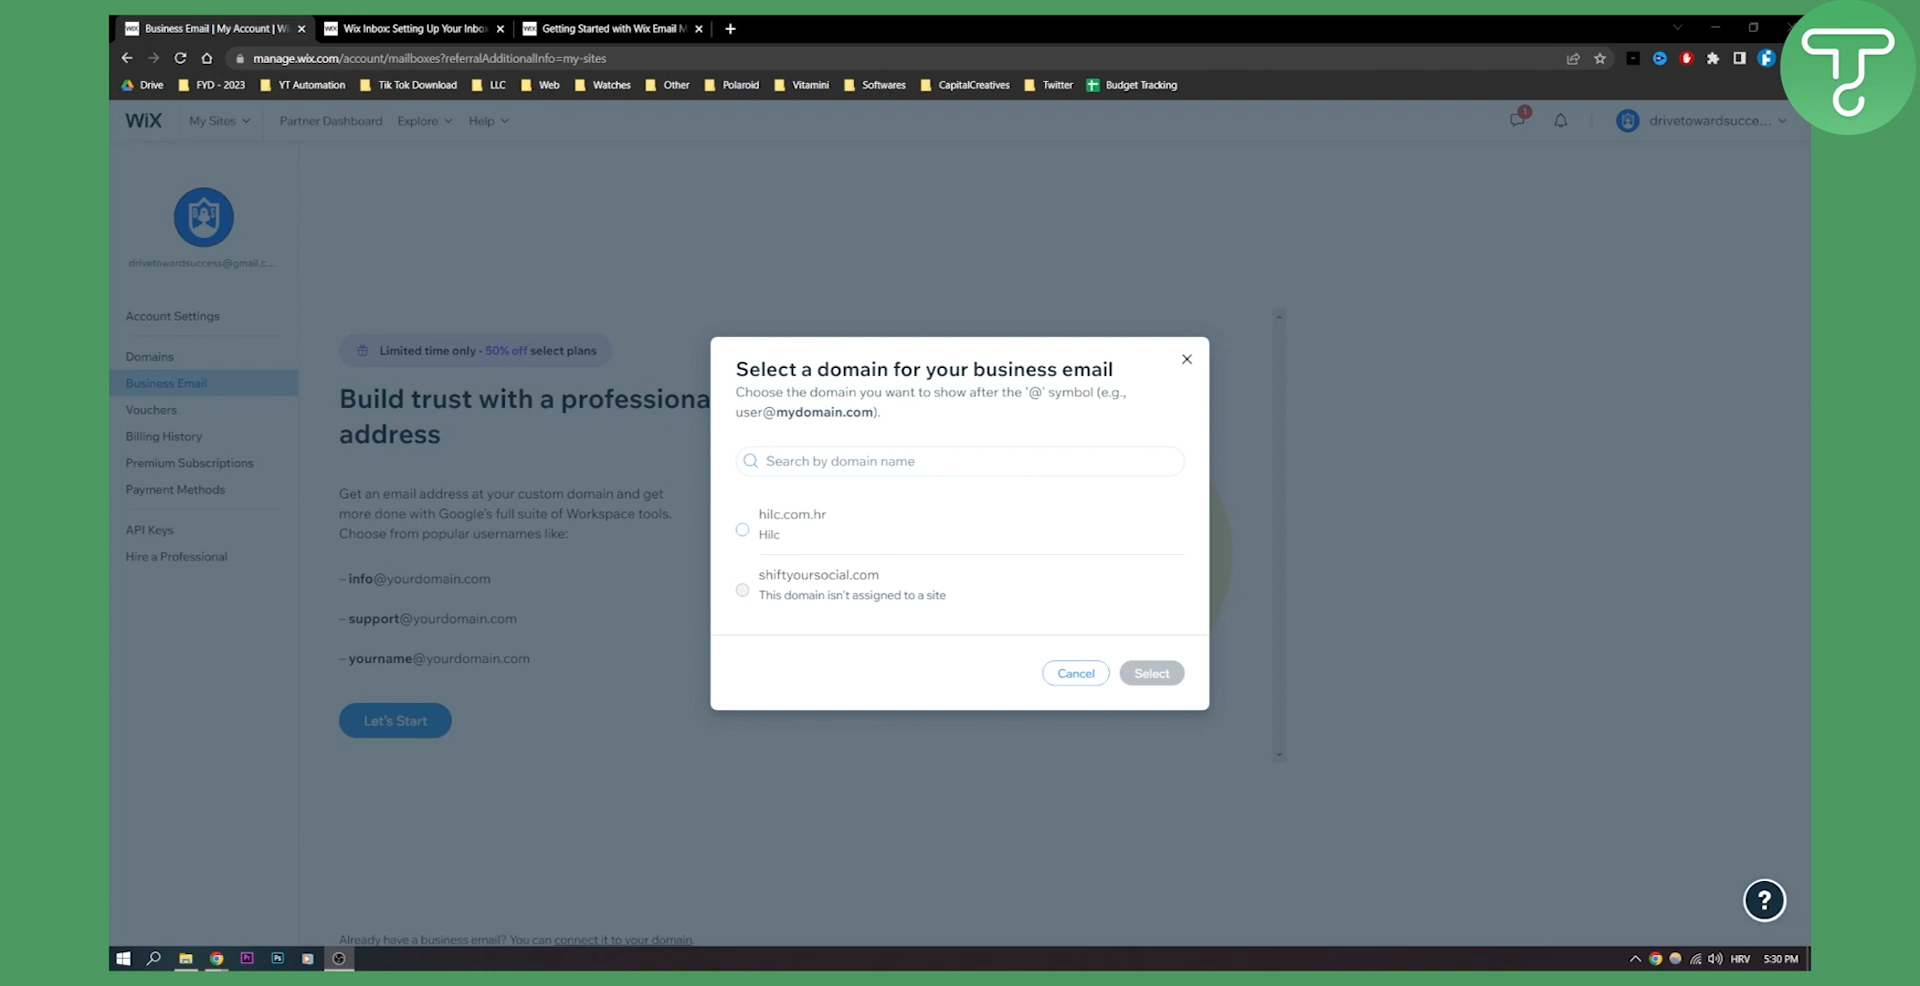 Business Email | My Account | Wi
Wix Inbox: Setting Up Your Inbox
Getting Started with Wix Email M
manage.wix.com/account/mailboxes?referralAdditionalInfo=my-sites
Drive
FYD - 2023
YT Automation
Tik Tok Download
LLC
Web
Watches
Other
Polaroid
Vitamini
Softwares
CapitalCreatives
Twitter
Budget Tracking
WiX
My Sites
Partner Dashboard
Explore
Help
1
drivetowardsucce...
drivetowardsuccess@gmail.c...
Account Settings
Domains
Business Email
Vouchers
Billing History
Premium Subscriptions
Payment Methods
API Keys
Hire a Professional
Limited time only - 50% off select plans
Build trust with a professiona
address
Get an email address at your custom domain and get
more done with Google's full suite of Workspace tools.
Choose from popular usernames like:
– info@yourdomain.com
– support@yourdomain.com
– yourname@yourdomain.com
Let's Start
Already have a business email? You can connect it to your domain.
Select a domain for your business email
Choose the domain you want to show after the '@' symbol (e.g.,
user@mydomain.com).
Search by domain name
hilc.com.hr
Hilc
shiftyoursocial.com
This domain isn't assigned to a site
Cancel
Select
?
Pr
Ps
HRV
5:30 PM